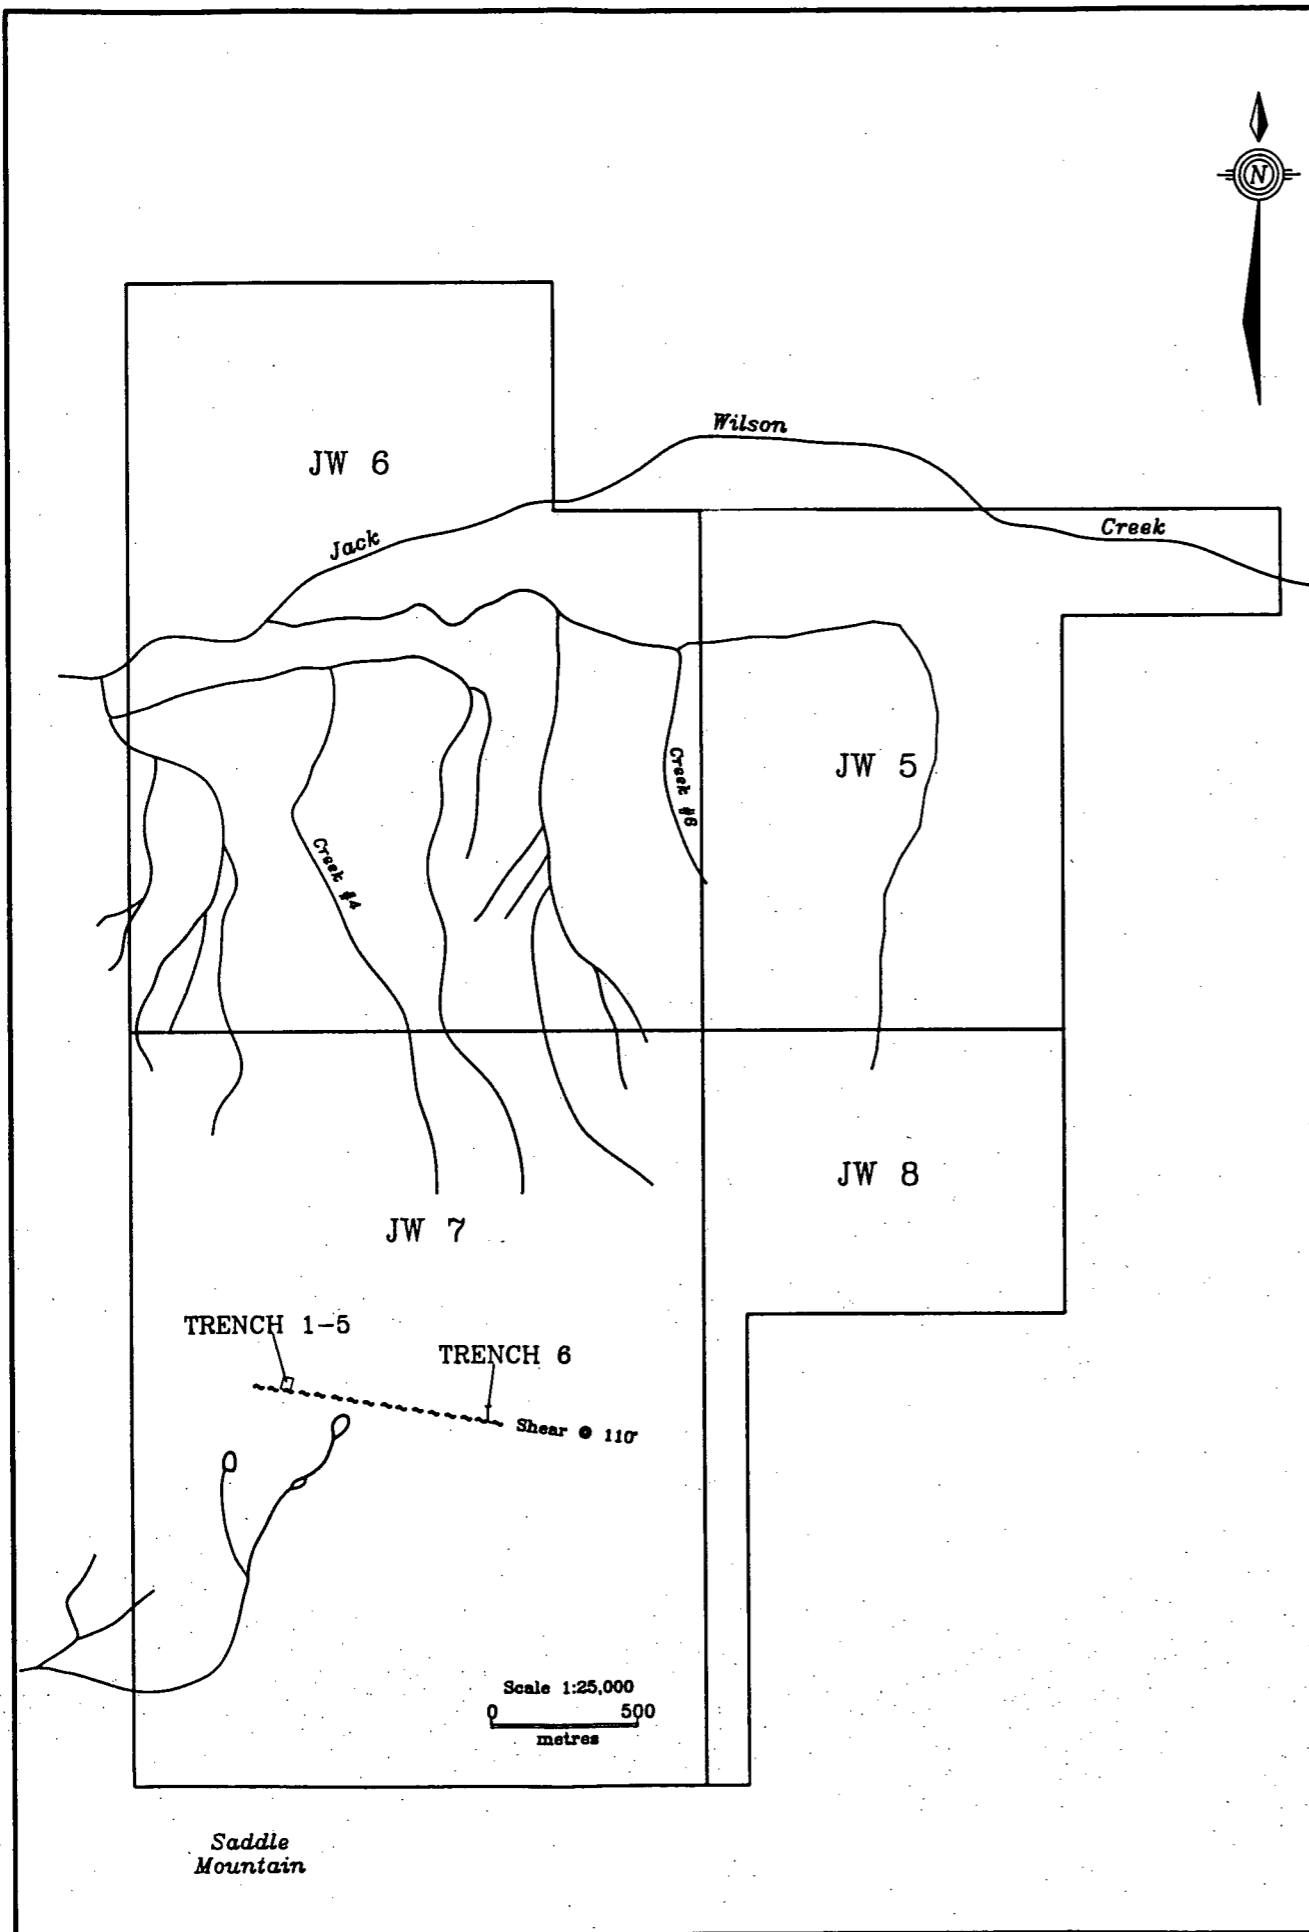 N
Wilson
JW 6
Creek
Jack
JW 5
Creek #6
Creek #4
JW 8
JW 7
TRENCH 1-5
TRENCH 6
Shear @ 110°
Scale 1:25,000
0 500
metres
Saddle
Mountain